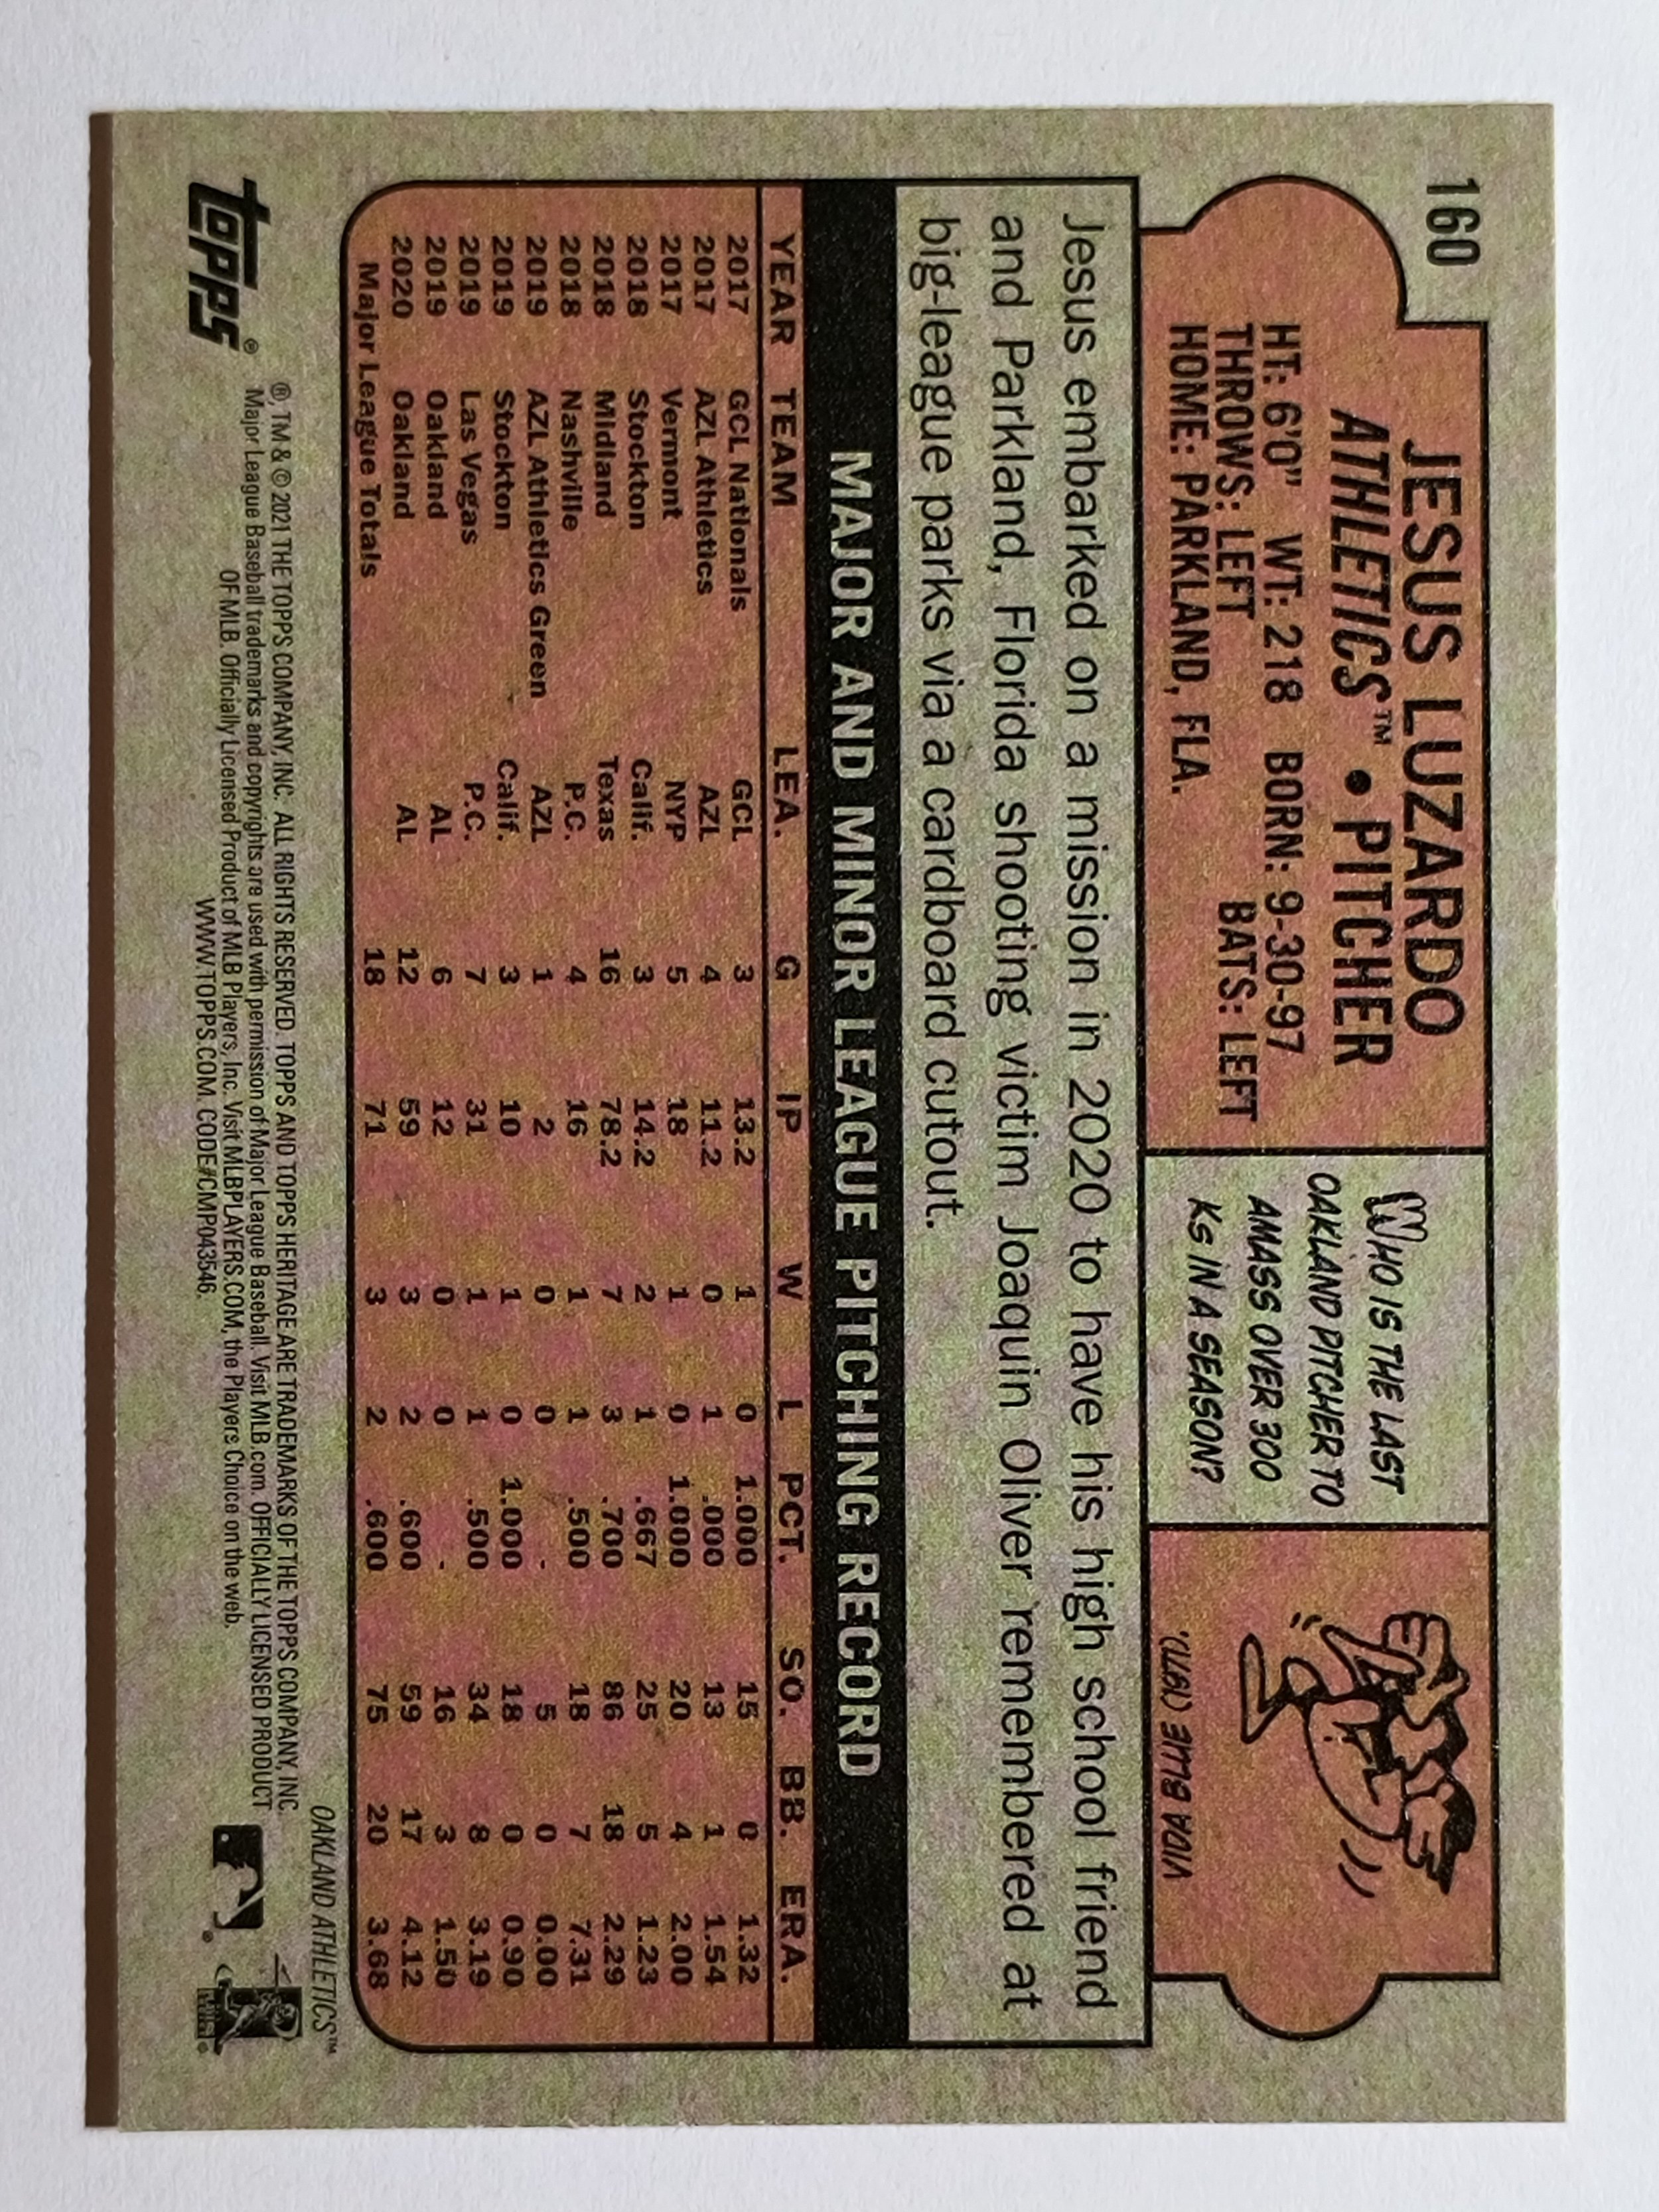 160
JESUS LUZARDO
ATHLETICS™ • PITCHER
HT: 6'0" WT: 218 BORN: 9-30-97
THROWS: LEFT BATS: LEFT
HOME: PARKLAND, FLA.
WHO IS THE LAST
OAKLAND PITCHER TO
AMASS OVER 300
Ks IN A SEASON?
VIDA BLUE (1971).
Jesus embarked on a mission in 2020 to have his high school friend
and Parkland, Florida shooting victim Joaquin Oliver remembered at
big-league parks via a cardboard cutout.
MAJOR AND MINOR LEAGUE PITCHING RECORD
YEAR TEAM LEA. G IP W L PCT. SO. BB. ERA.
2017 GCL Nationals GCL 3 13.2 1 0 1.000 15 0 1.32
2017 AZL Athletics AZL 4 11.2 0 1 .000 13 1 1.54
2017 Vermont NYP 5 18 1 0 1.000 20 4 2.00
2018 Stockton Calif. 3 14.2 2 1 .667 25 5 1.23
2018 Midland Texas 16 78.2 7 3 .700 86 18 2.29
2018 Nashville P.C. 4 16 1 1 .500 18 7 7.31
2019 AZL Athletics Green AZL 1 2 0 0 - 5 0 0.00
2019 Stockton Calif. 3 10 1 0 1.000 18 0 0.90
2019 Las Vegas P.C. 7 31 1 1 .500 34 8 3.19
2019 Oakland AL 6 12 0 0 - 16 3 1.50
2020 Oakland AL 12 59 3 2 .600 59 17 4.12
Major League Totals 18 71 3 2 .600 75 20 3.68
OAKLAND ATHLETICS™
topps®
®, TM & © 2021 THE TOPPS COMPANY, INC. ALL RIGHTS RESERVED. TOPPS AND TOPPS HERITAGE ARE TRADEMARKS OF THE TOPPS COMPANY, INC.
Major League Baseball trademarks and copyrights are used with permission of Major League Baseball. Visit MLB.com. OFFICIALLY LICENSED PRODUCT
OF MLB. Officially Licensed Product of MLB Players, Inc. Visit MLBPLAYERS.COM, the Players Choice on the web.
WWW.TOPPS.COM. CODE#CMP043546.